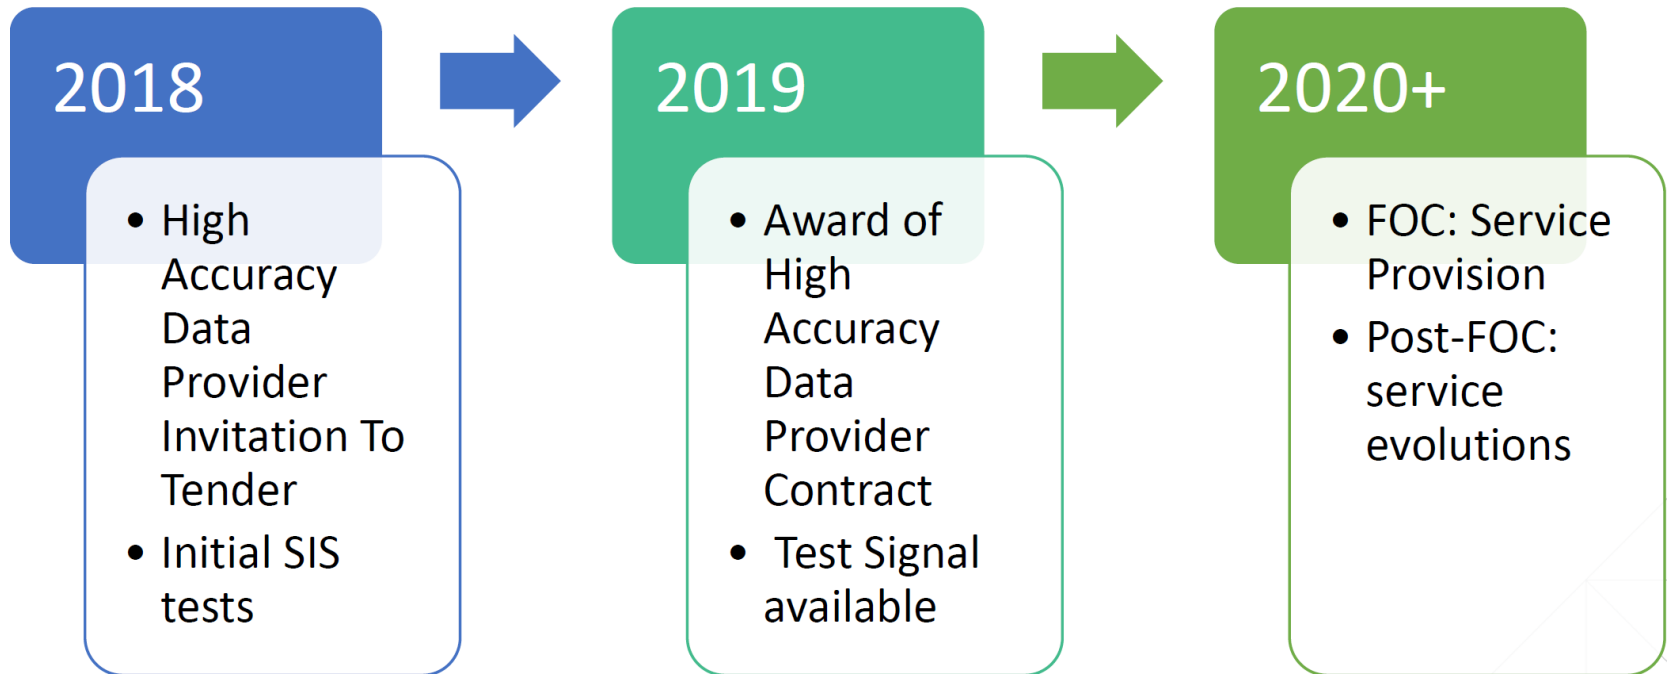 2018
• High
Accuracy
Data
Provider
Invitation To
Tender
• Initial SIS
tests
2019
• Award of
High
Accuracy
Data
Provider
Contract
• Test Signal
available
2020+
• FOC: Service
Provision
• Post-FOC:
service
evolutions